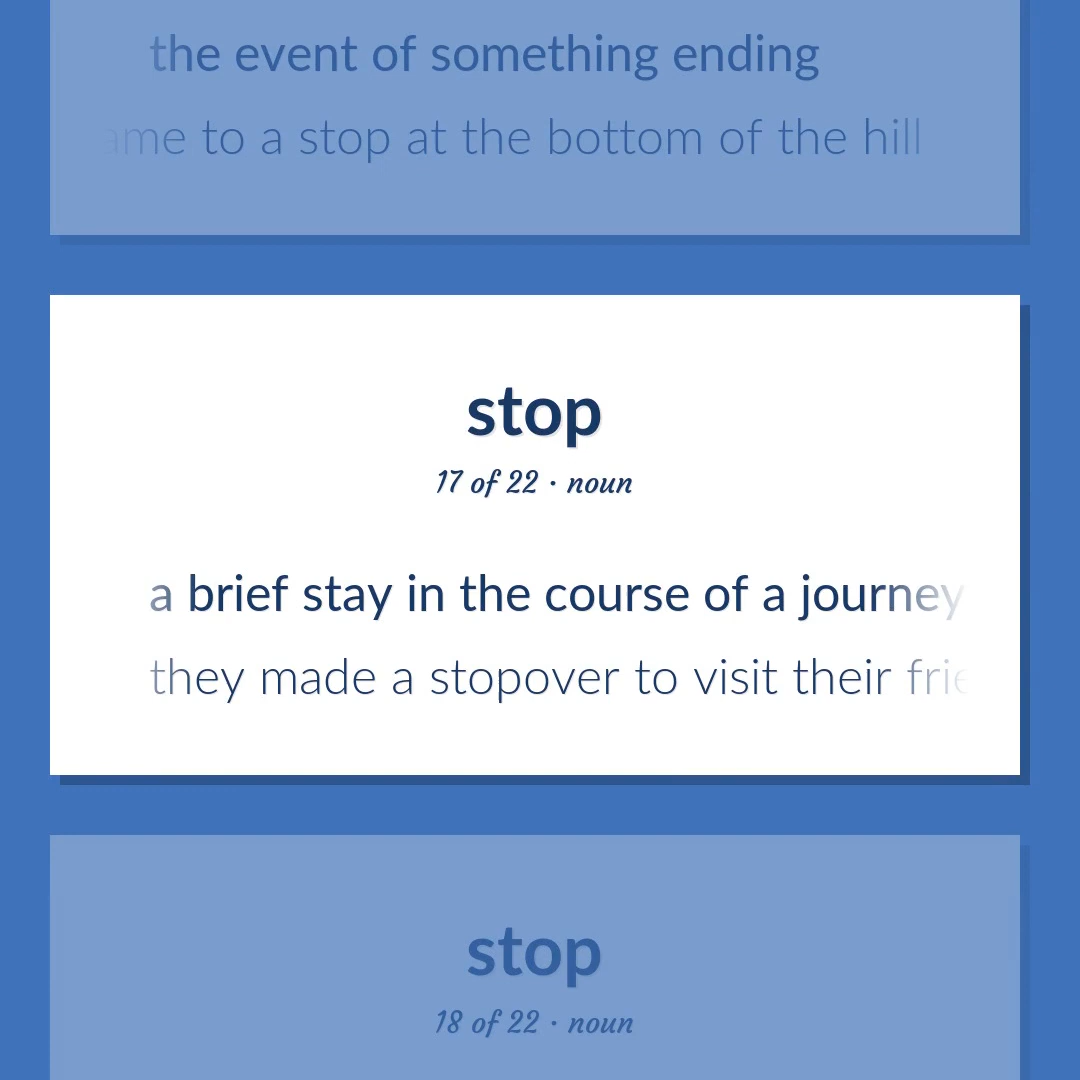 the event of something ending
to a stop at the bottom of the hill
stop
17 of 22 · noun
a brief stay in the course of a journey
they made a stopover to visit their
stop
18 of 22 · noun